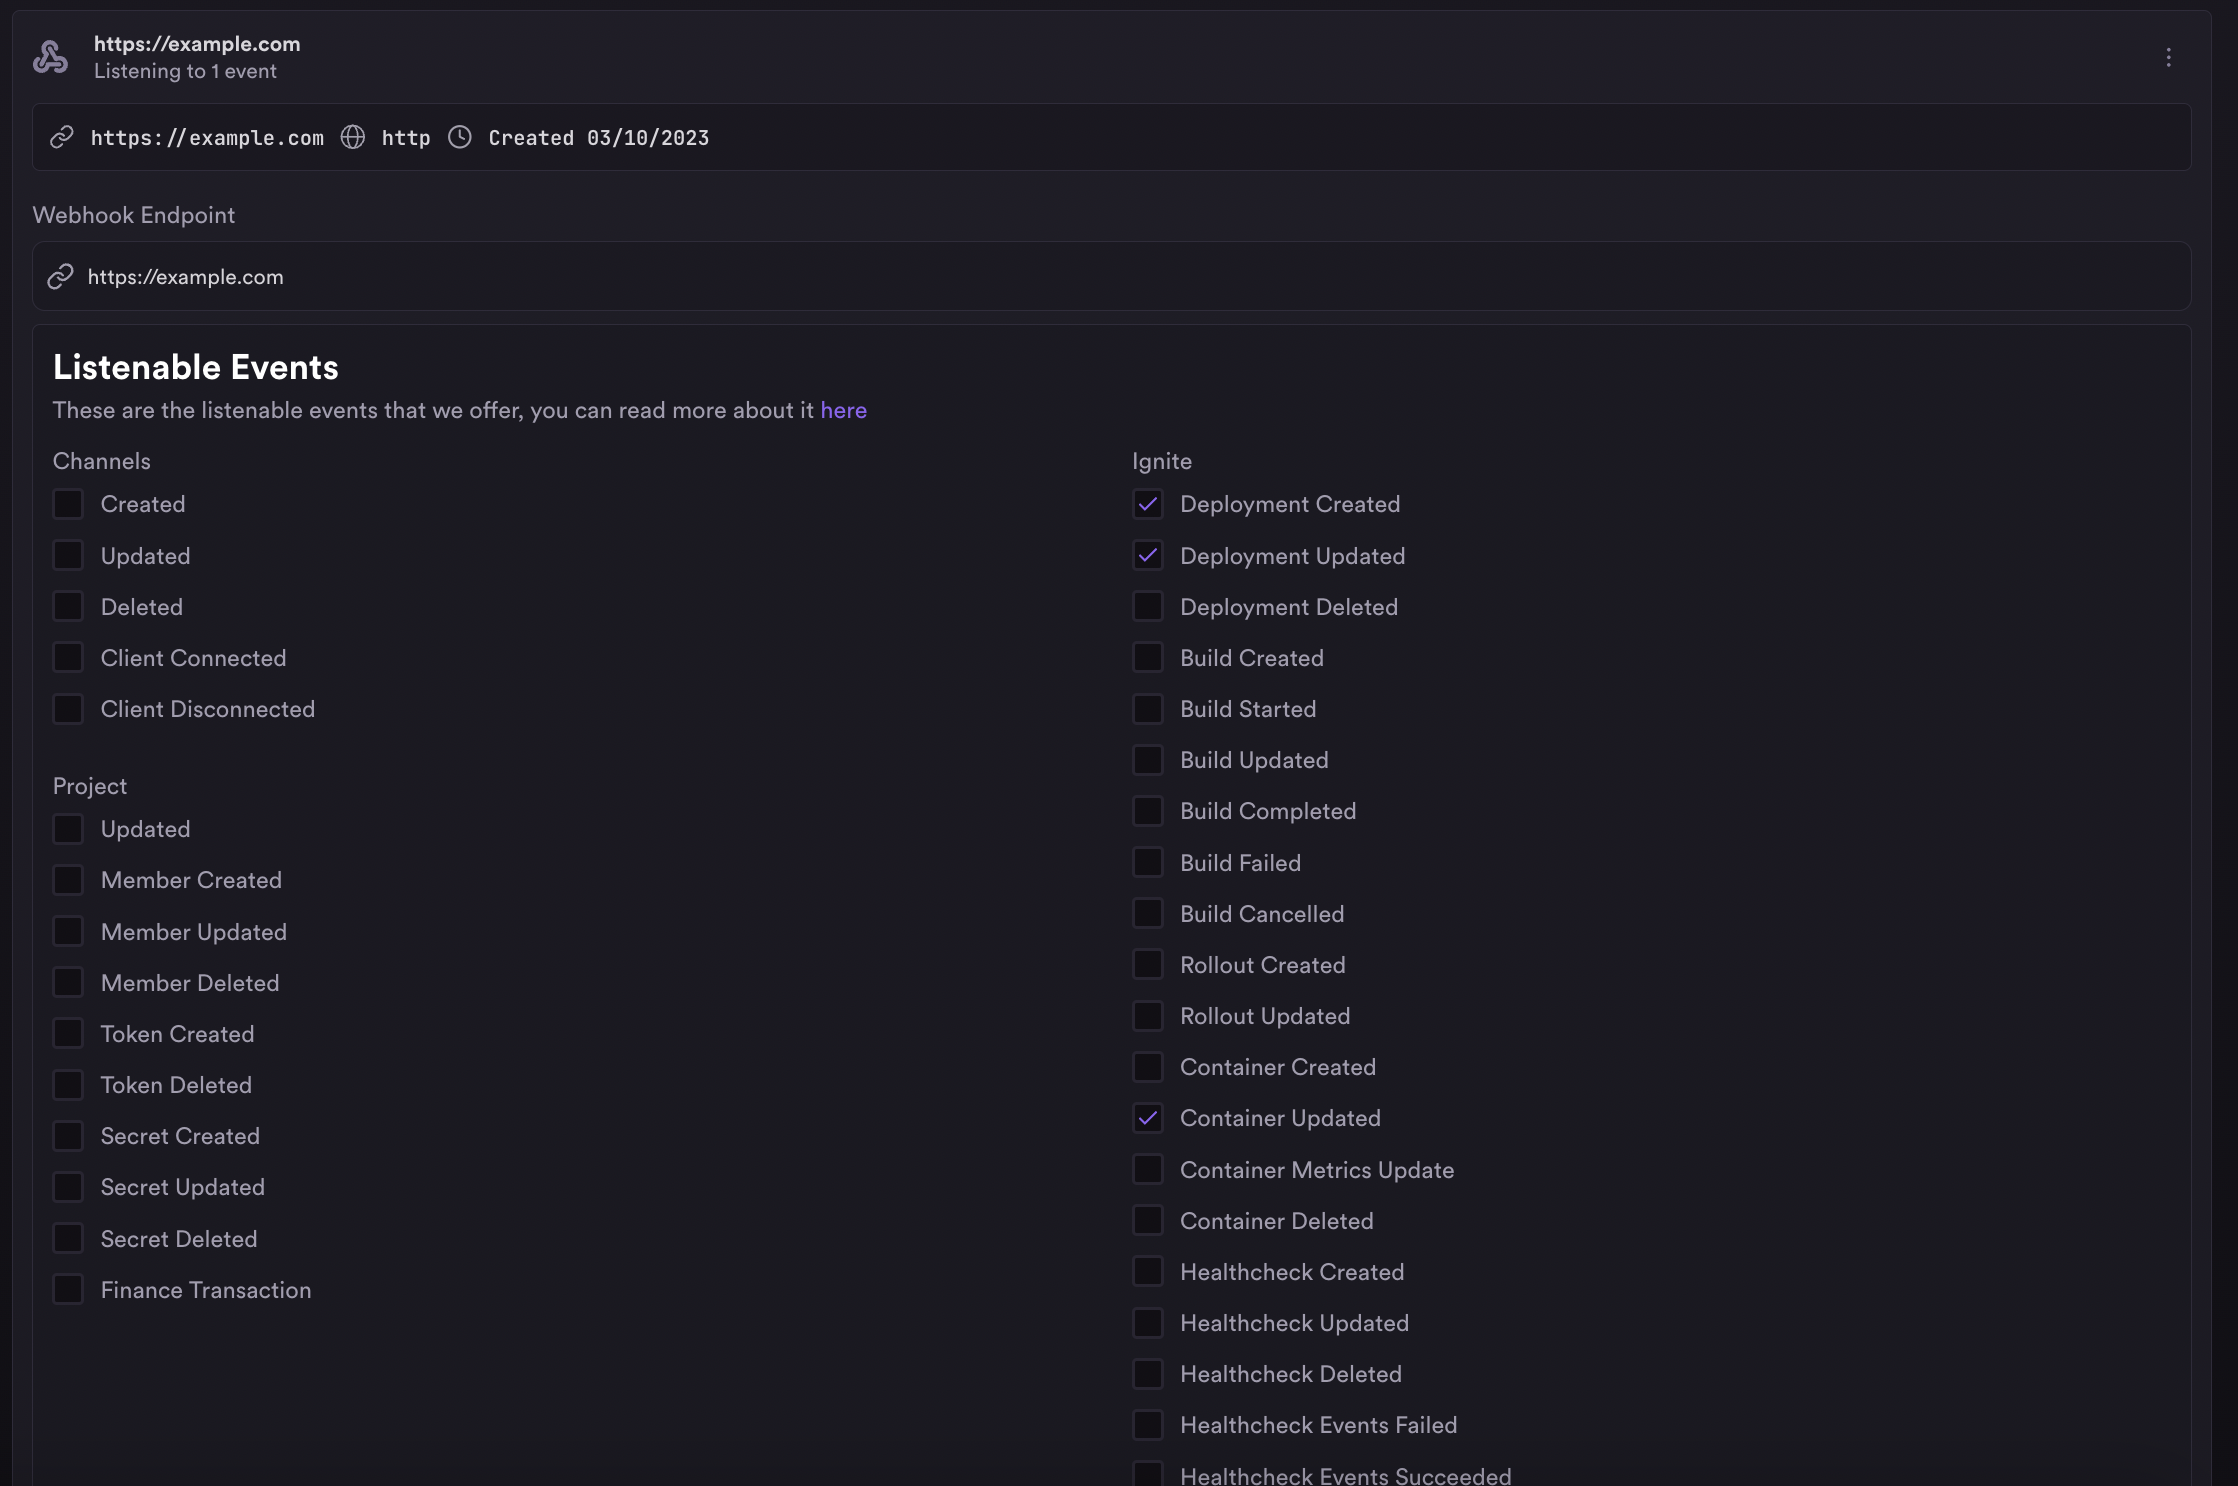 https://example.com
Listening to 1 event
https://example.com http Created 03/10/2023
Webhook Endpoint
https://example.com
Listenable Events
These are the listenable events that we offer, you can read more about it here
Channels
Created
Updated
Deleted
Client Connected
Client Disconnected
Project
Updated
Member Created
Member Updated
Member Deleted
Token Created
Token Deleted
Secret Created
Secret Updated
Secret Deleted
Finance Transaction
Ignite
Deployment Created
Deployment Updated
Deployment Deleted
Build Created
Build Started
Build Updated
Build Completed
Build Failed
Build Cancelled
Rollout Created
Rollout Updated
Container Created
Container Updated
Container Metrics Update
Container Deleted
Healthcheck Created
Healthcheck Updated
Healthcheck Deleted
Healthcheck Events Failed
Healthcheck Events Succeeded